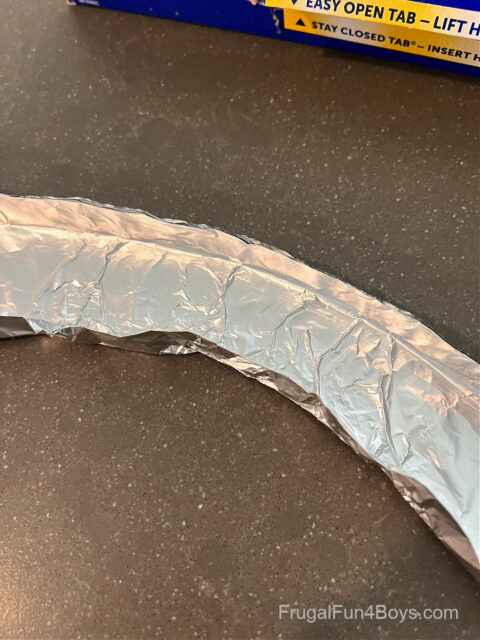 EASY OPEN TAB – LIFT H
▲ STAY CLOSED TAB® – INSERT H
FrugalFun4Boys.com